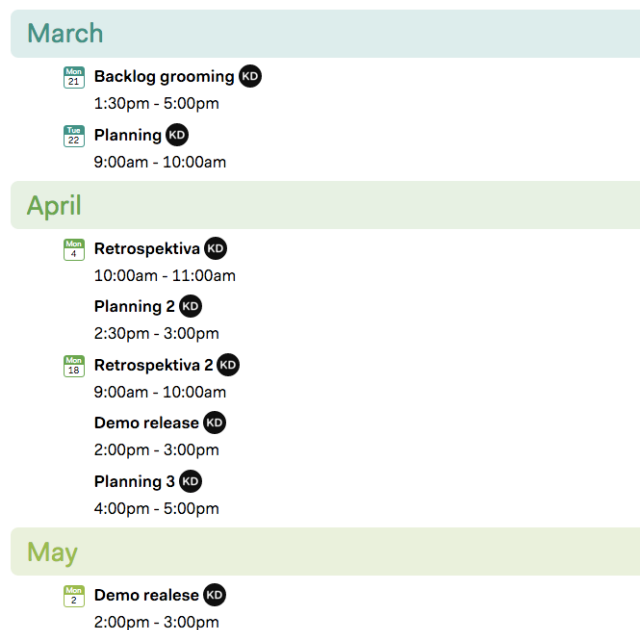 March
Mon
21
Backlog grooming KD
1:30pm - 5:00pm
Tue
22
Planning KD
9:00am - 10:00am
April
Mon
4
Retrospektiva KD
10:00am - 11:00am
Planning 2 KD
2:30pm - 3:00pm
Mon
18
Retrospektiva 2 KD
9:00am - 10:00am
Demo release KD
2:00pm - 3:00pm
Planning 3 KD
4:00pm - 5:00pm
May
Mon
2
Demo realese KD
2:00pm - 3:00pm